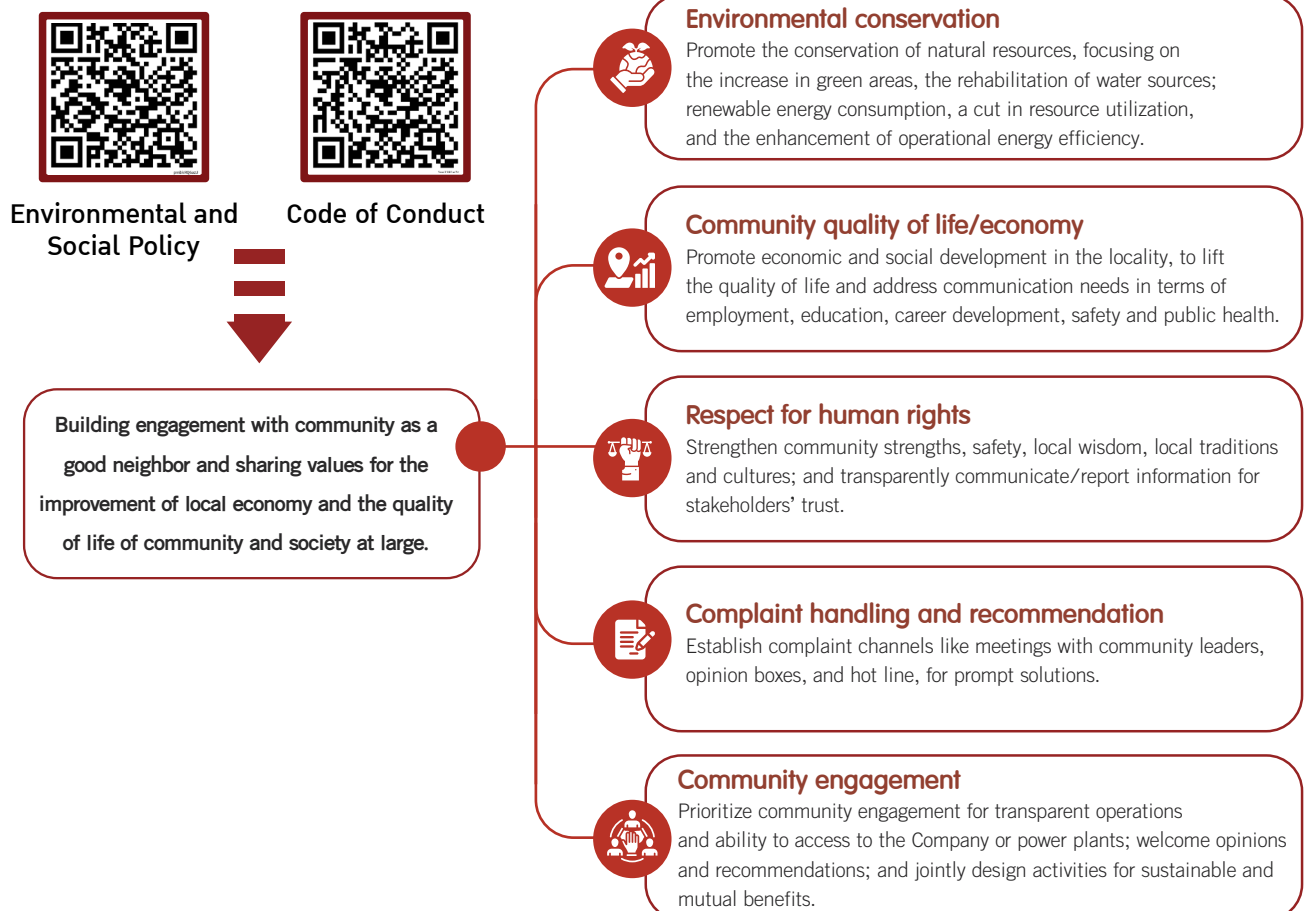 Environmental and
Social Policy
Code of Conduct
Building engagement with community as a
good neighbor and sharing values for the
improvement of local economy and the quality
of life of community and society at large.
Environmental conservation
Promote the conservation of natural resources, focusing on
the increase in green areas, the rehabilitation of water sources;
renewable energy consumption, a cut in resource utilization,
and the enhancement of operational energy efficiency.
Community quality of life/economy
Promote economic and social development in the locality, to lift
the quality of life and address communication needs in terms of
employment, education, career development, safety and public health.
Respect for human rights
Strengthen community strengths, safety, local wisdom, local traditions
and cultures; and transparently communicate/report information for
stakeholders’ trust.
Complaint handling and recommendation
Establish complaint channels like meetings with community leaders,
opinion boxes, and hot line, for prompt solutions.
Community engagement
Prioritize community engagement for transparent operations
and ability to access to the Company or power plants; welcome opinions
and recommendations; and jointly design activities for sustainable and
mutual benefits.